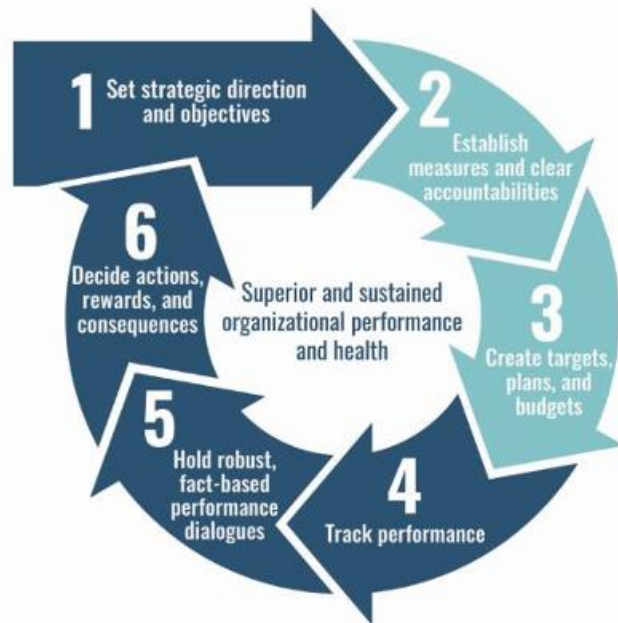 1
Set strategic direction
and objectives
2
Establish
measures and clear
accountabilities
3
Create targets,
plans, and
budgets
4
Track performance
5
Hold robust,
fact-based
performance
dialogues
6
Decide actions,
rewards, and
consequences
Superior and sustained
organizational performance
and health